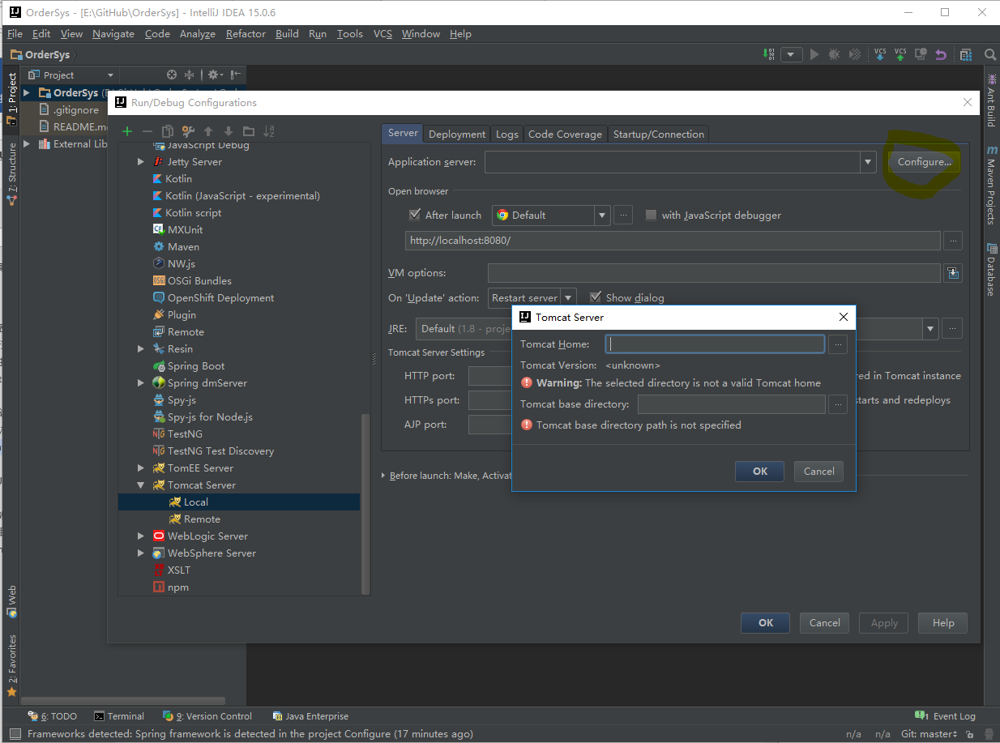 OrderSys - [E:\GitHub\OrderSys] - IntelliJ IDEA 15.0.6
File Edit View Navigate Code Analyze Refactor Build Run Tools VCS Window Help
OrderSys
VCS VCS
Project
1: Project
OrderSys
.gitignore
README.m
External Lib
7: Structure
Web
2: Favorites
Ant Build
Maven Projects
Database
Run/Debug Configurations
JavaScript Debug
Jetty Server
Kotlin
Kotlin (JavaScript - experimental)
Kotlin script
MXUnit
Maven
NW.js
OSGi Bundles
OpenShift Deployment
Plugin
Remote
Resin
Spring Boot
Spring dmServer
Spy-js
Spy-js for Node.js
TestNG
TestNG Test Discovery
TomEE Server
Tomcat Server
Local
Remote
WebLogic Server
WebSphere Server
XSLT
npm
Server Deployment Logs Code Coverage Startup/Connection
Application server: Configure...
Open browser
After launch Default ... with JavaScript debugger
http://localhost:8080/ ...
VM options:
On 'Update' action: Restart server Show dialog
JRE: Default (1.8 - proje ...
Tomcat Server Settings
HTTP port: red in Tomcat instance
HTTPs port: starts and redeploys
AJP port:
Before launch: Make, Activat
Tomcat Server
Tomcat Home: ...
Tomcat Version: <unknown>
Warning: The selected directory is not a valid Tomcat home
Tomcat base directory: ...
Tomcat base directory path is not specified
OK Cancel
OK Cancel Apply Help
6: TODO Terminal 9: Version Control Java Enterprise 1 Event Log
Frameworks detected: Spring framework is detected in the project Configure (17 minutes ago) n/a n/a Git: master